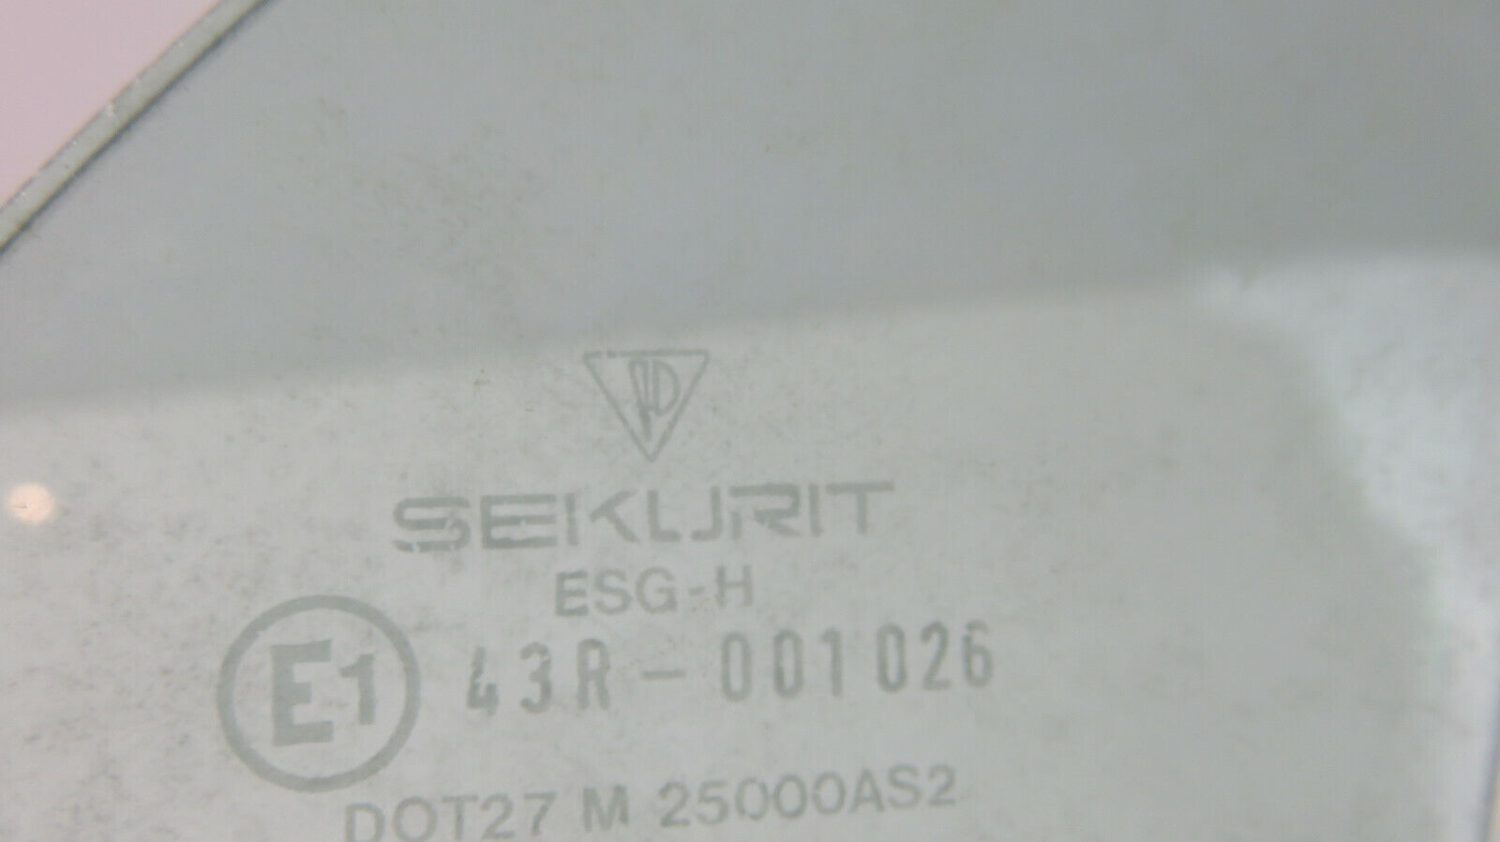 SEKURIT
ESG-H
E1 43R-001026
DOT27 M 25000AS2